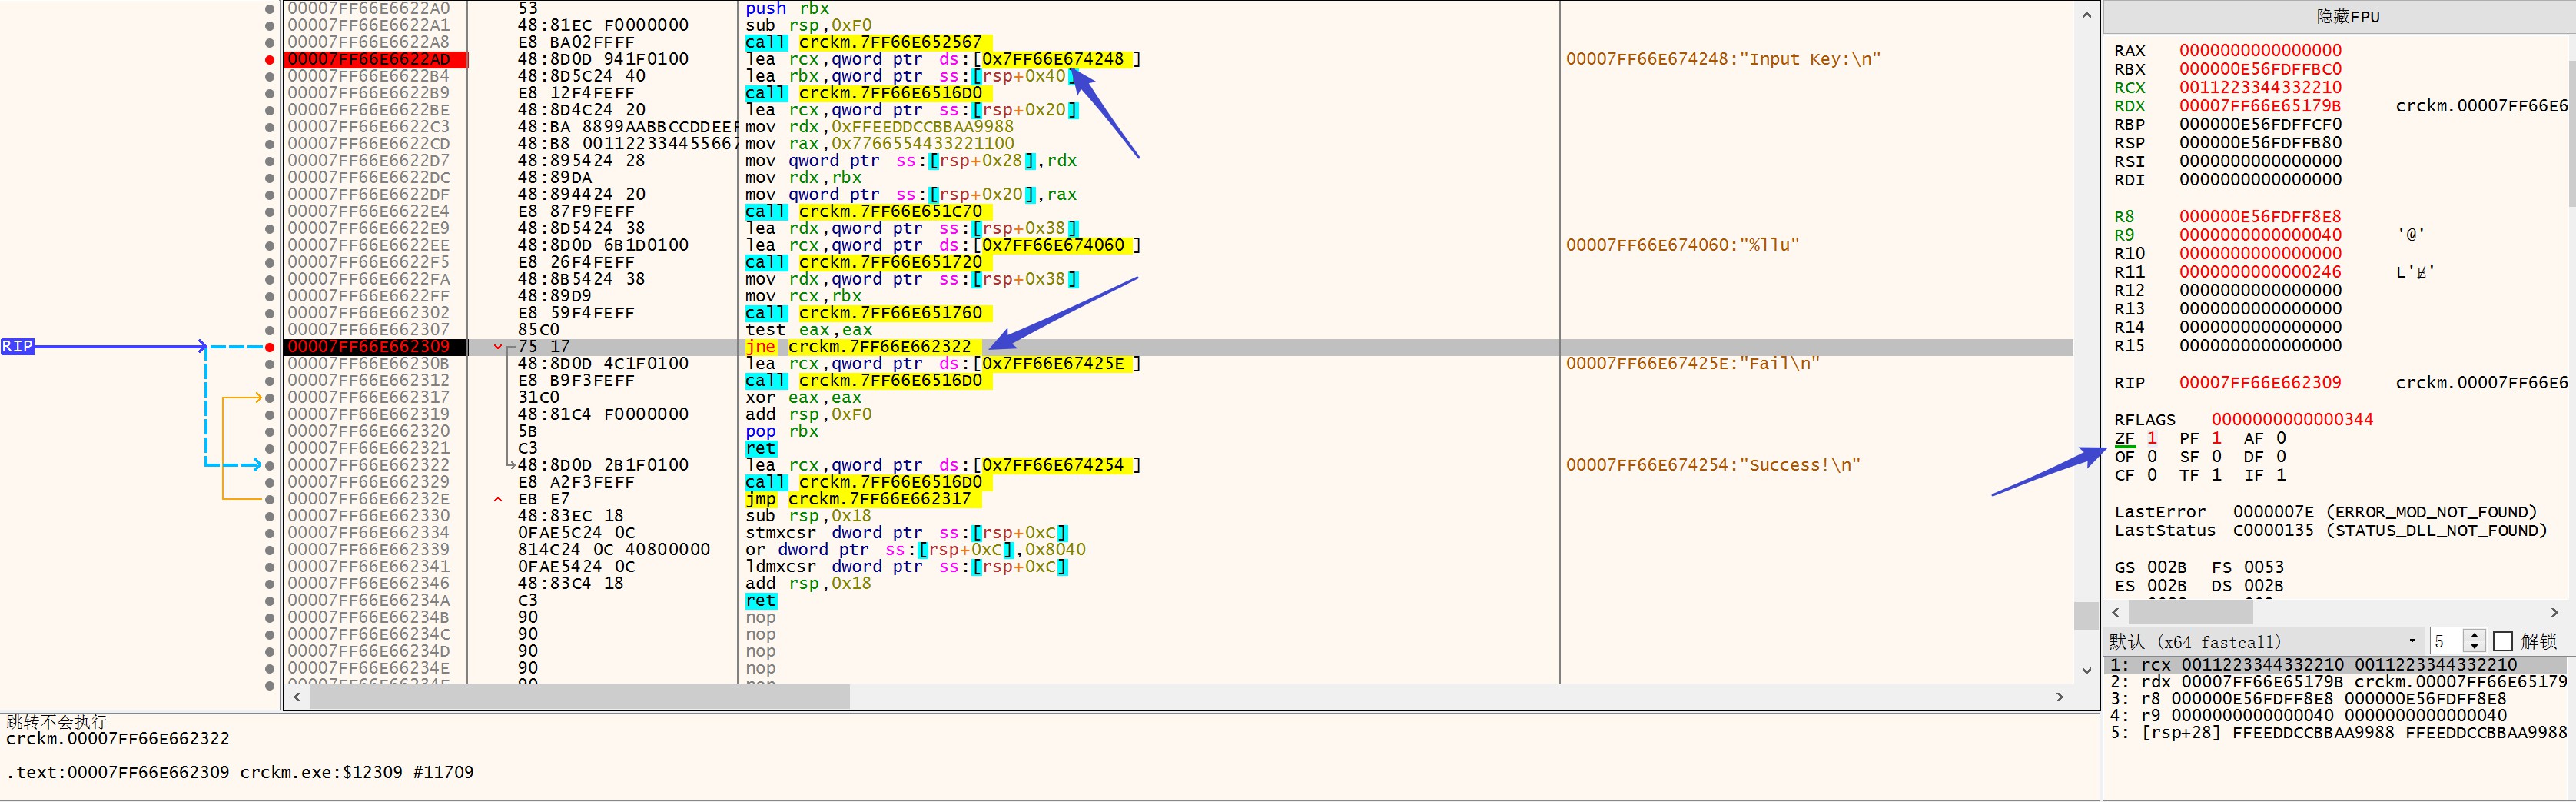 00007FF66E6622A0 53 push rbx
00007FF66E6622A1 48:81EC F0000000 sub rsp,0xF0
00007FF66E6622A8 E8 BA02FFFF call crckm.7FF66E652567
00007FF66E6622AD 48:8D0D 941F0100 lea rcx,qword ptr ds:[0x7FF66E674248] 00007FF66E674248:"Input Key:\n"
00007FF66E6622B4 48:8D5C24 40 lea rbx,qword ptr ss:[rsp+0x40]
00007FF66E6622B9 E8 12F4FEFF call crckm.7FF66E6516D0
00007FF66E6622BE 48:8D4C24 20 lea rcx,qword ptr ss:[rsp+0x20]
00007FF66E6622C3 48:BA 8899AABBCCDDEEF mov rdx,0xFFEEDDCCBBAA9988
00007FF66E6622CD 48:B8 001122334455667 mov rax,0x7766554433221100
00007FF66E6622D7 48:895424 28 mov qword ptr ss:[rsp+0x28],rdx
00007FF66E6622DC 48:89DA mov rdx,rbx
00007FF66E6622DF 48:894424 20 mov qword ptr ss:[rsp+0x20],rax
00007FF66E6622E4 E8 87F9FEFF call crckm.7FF66E651C70
00007FF66E6622E9 48:8D5424 38 lea rdx,qword ptr ss:[rsp+0x38]
00007FF66E6622EE 48:8D0D 6B1D0100 lea rcx,qword ptr ds:[0x7FF66E674060] 00007FF66E674060:"%llu"
00007FF66E6622F5 E8 26F4FEFF call crckm.7FF66E651720
00007FF66E6622FA 48:8B5424 38 mov rdx,qword ptr ss:[rsp+0x38]
00007FF66E6622FF 48:89D9 mov rcx,rbx
00007FF66E662302 E8 59F4FEFF call crckm.7FF66E651760
00007FF66E662307 85C0 test eax,eax
RIP 00007FF66E662309 75 17 jne crckm.7FF66E662322
00007FF66E66230B 48:8D0D 4C1F0100 lea rcx,qword ptr ds:[0x7FF66E67425E] 00007FF66E67425E:"Fail\n"
00007FF66E662312 E8 B9F3FEFF call crckm.7FF66E6516D0
00007FF66E662317 31C0 xor eax,eax
00007FF66E662319 48:81C4 F0000000 add rsp,0xF0
00007FF66E662320 5B pop rbx
00007FF66E662321 C3 ret
00007FF66E662322 48:8D0D 2B1F0100 lea rcx,qword ptr ds:[0x7FF66E674254] 00007FF66E674254:"Success!\n"
00007FF66E662329 E8 A2F3FEFF call crckm.7FF66E6516D0
00007FF66E66232E EB E7 jmp crckm.7FF66E662317
00007FF66E662330 48:83EC 18 sub rsp,0x18
00007FF66E662334 0FAE5C24 0C stmxcsr dword ptr ss:[rsp+0xC]
00007FF66E662339 814C24 0C 40800000 or dword ptr ss:[rsp+0xC],0x8040
00007FF66E662341 0FAE5424 0C ldmxcsr dword ptr ss:[rsp+0xC]
00007FF66E662346 48:83C4 18 add rsp,0x18
00007FF66E66234A C3 ret
00007FF66E66234B 90 nop
00007FF66E66234C 90 nop
00007FF66E66234D 90 nop
00007FF66E66234E 90 nop
跳转不会执行
crckm.00007FF66E662322
.text:00007FF66E662309 crckm.exe:$12309 #11709
隐藏FPU
RAX 0000000000000000
RBX 000000E56FDFFBC0
RCX 0011223344332210
RDX 00007FF66E65179B crckm.00007FF66E6
RBP 000000E56FDFFCF0
RSP 000000E56FDFFB80
RSI 0000000000000000
RDI 0000000000000000
R8 000000E56FDFF8E8
R9 0000000000000040 '@'
R10 0000000000000000
R11 0000000000000246
R12 0000000000000000
R13 0000000000000000
R14 0000000000000000
R15 0000000000000000
RIP 00007FF66E662309 crckm.00007FF66E6
RFLAGS 0000000000000344
ZF 1 PF 1 AF 0
OF 0 SF 0 DF 0
CF 0 TF 1 IF 1
LastError 0000007E (ERROR_MOD_NOT_FOUND)
LastStatus C0000135 (STATUS_DLL_NOT_FOUND)
GS 002B FS 0053
ES 002B DS 002B
默认 (x64 fastcall) 5 解锁
1: rcx 0011223344332210 0011223344332210
2: rdx 00007FF66E65179B crckm.00007FF66E65179
3: r8 000000E56FDFF8E8 000000E56FDFF8E8
4: r9 0000000000000040 0000000000000040
5: [rsp+28] FFEEDDCCBBAA9988 FFEEDDCCBBAA9988